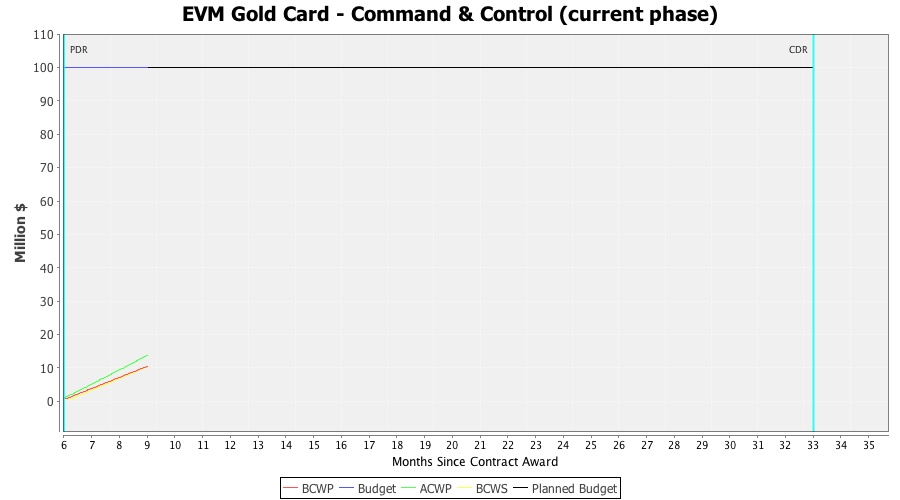 EVM Gold Card - Command & Control (current phase)
110
100
90
80
70
60
50
40
30
20
10
0
Million $
PDR
CDR
6 7 8 9 10 11 12 13 14 15 16 17 18 19 20 21 22 23 24 25 26 27 28 29 30 31 32 33 34 35
Months Since Contract Award
BCWP Budget ACWP BCWS Planned Budget